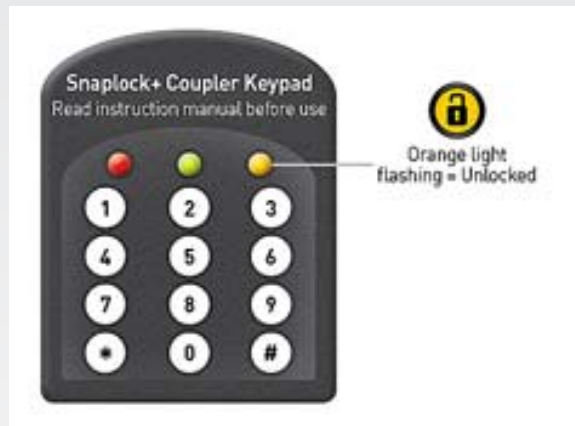 Snaplock+ Coupler Keypad
Read instruction manual before use
Orange light
flashing = Unlocked
1 2 3
4 5 6
7 8 9
* 0 #